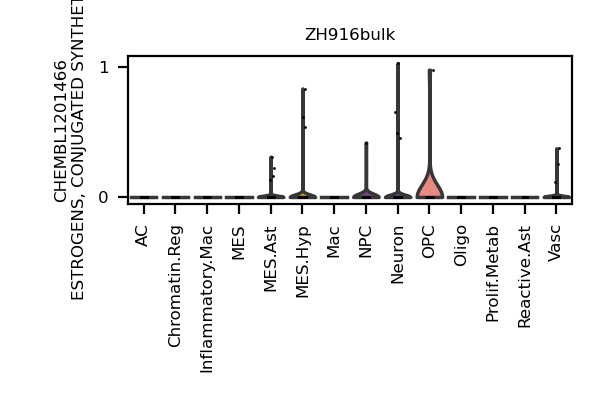 ZH916bulk
CHEMBL1201466
ESTROGENS, CONJUGATED
1
0
AC
Chromatin.Reg
Inflammatory.Mac
MES
MES.Ast
MES.Hyp
Mac
NPC
Neuron
OPC
Oligo
Prolif.Metab
Reactive.Ast
Vasc